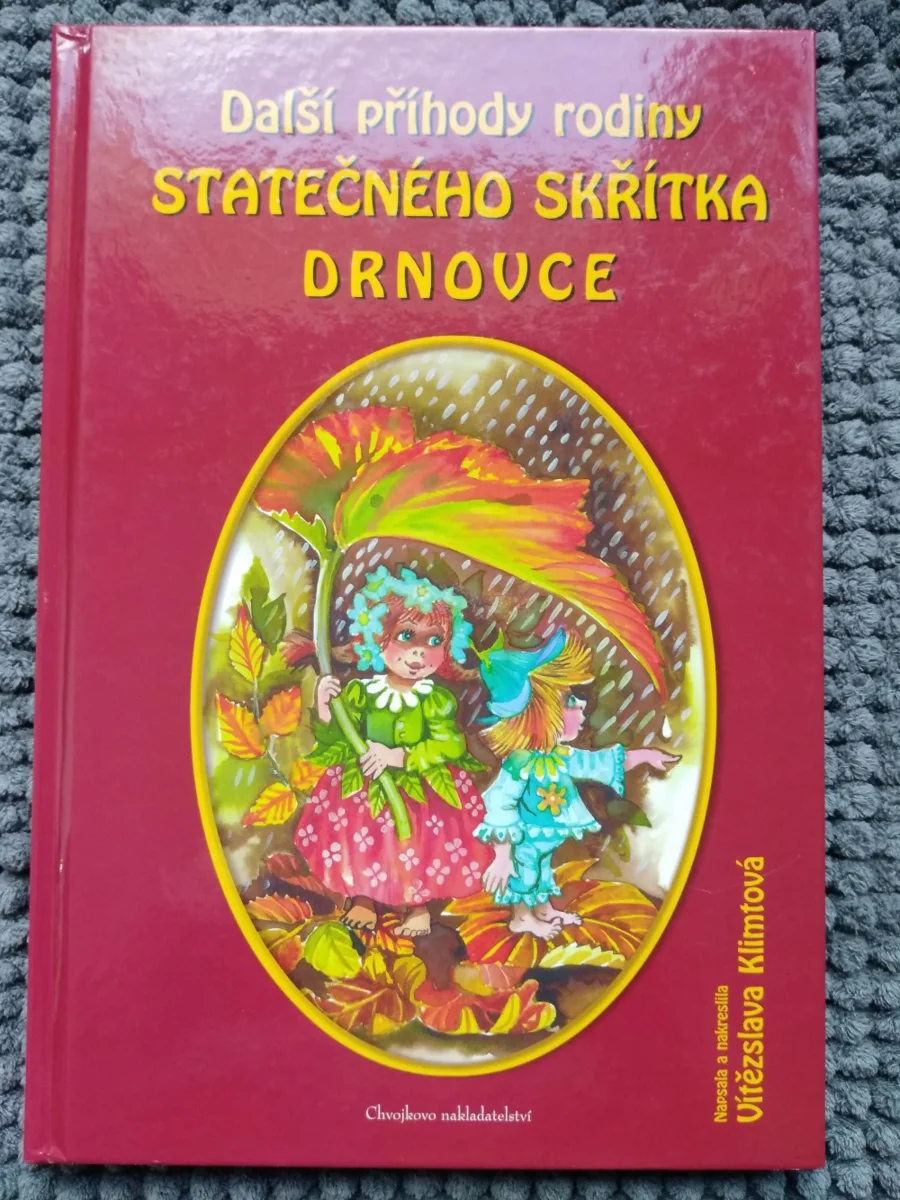 Další příhody rodiny
STATEČNÉHO SKŘÍTKA
DRNOVCE
Napsala a nakreslila
Vítězslava Klimtová
Chvojkovo nakladatelství